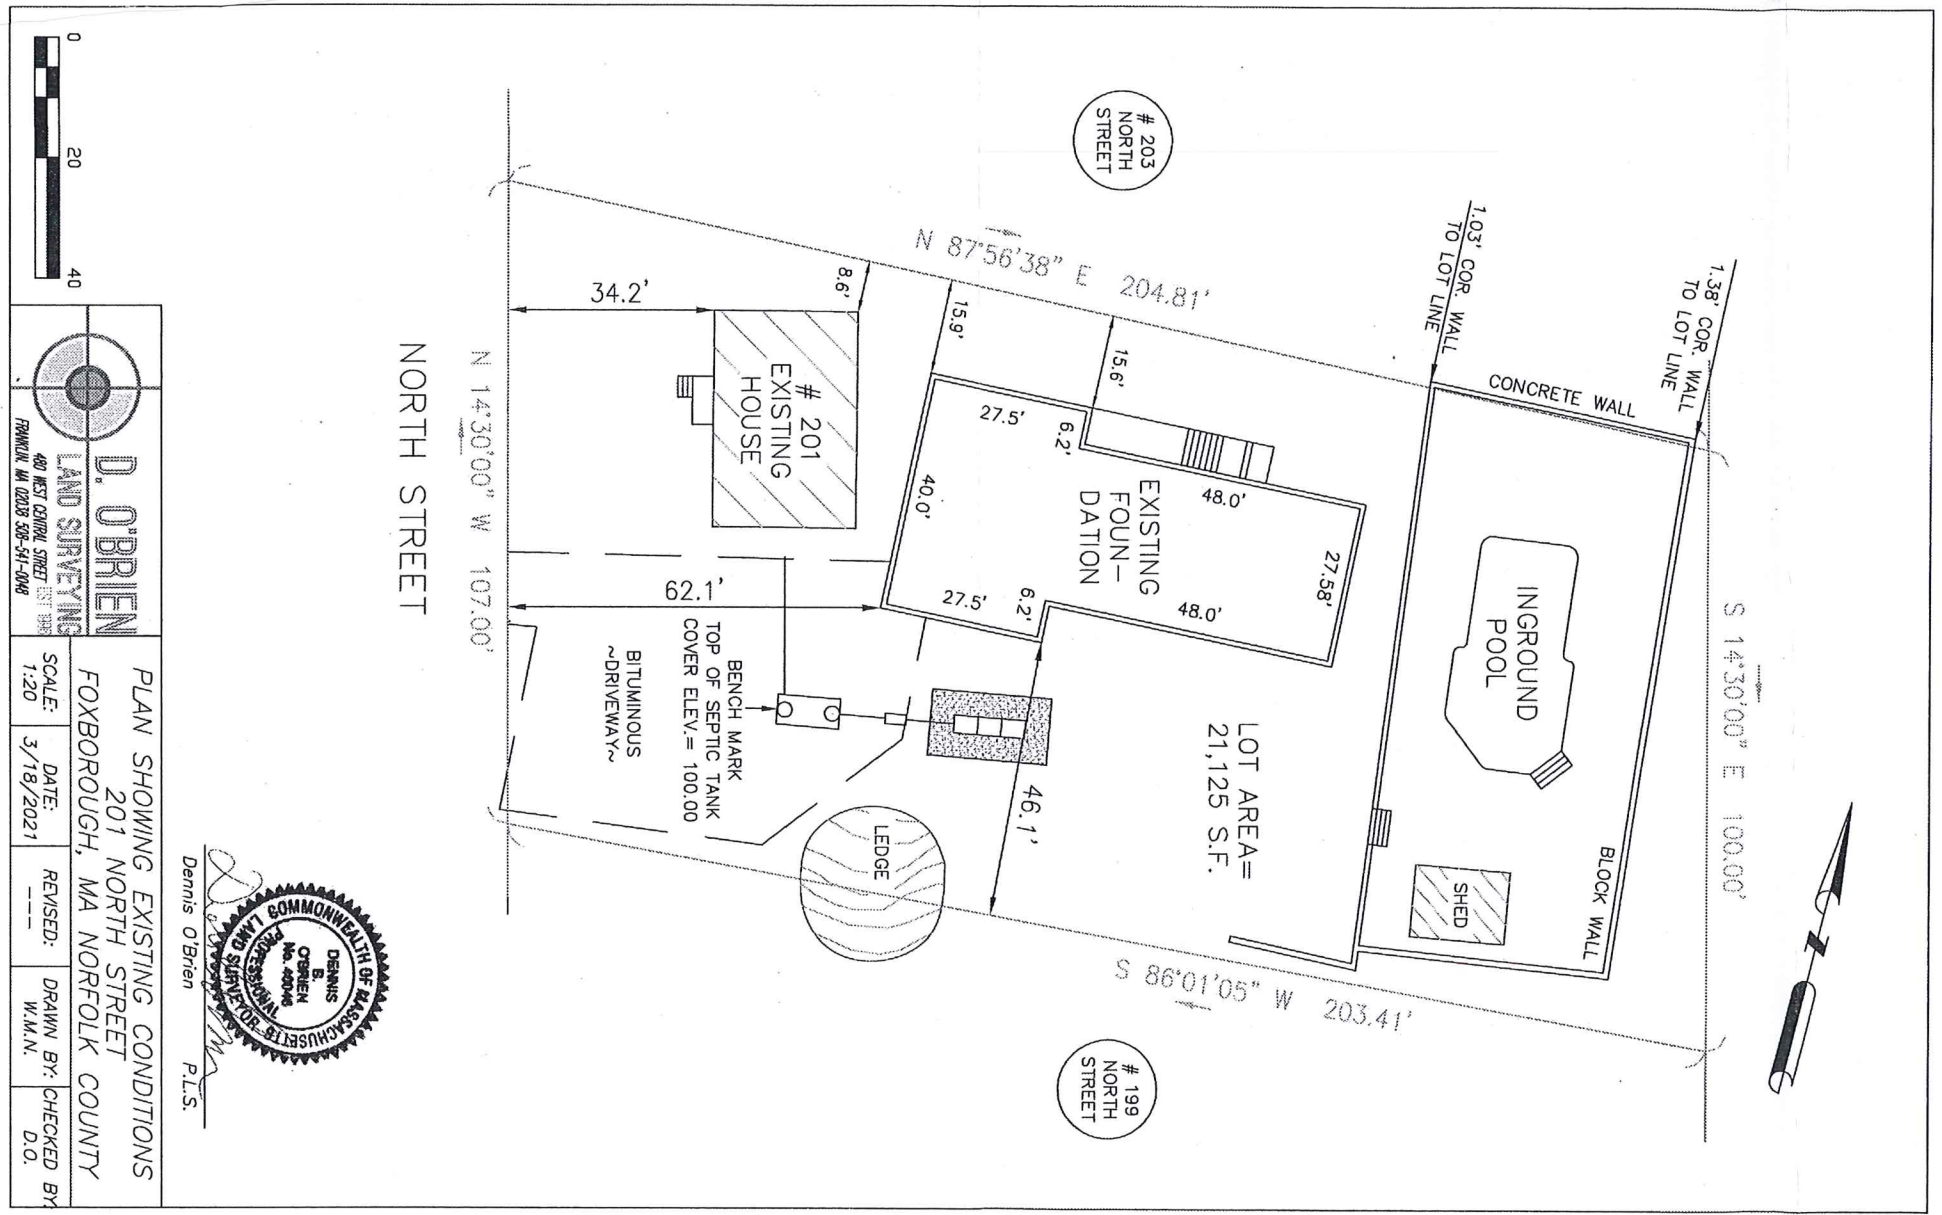 # 203
NORTH
STREET
1.03' COR. WALL
TO LOT LINE
1.38' COR. WALL
TO LOT LINE
N 87°56'38" E 204.81'
CONCRETE WALL
8.6'
15.9'
15.6'
34.2'
# 201
EXISTING
HOUSE
27.5'
6.2'
48.0'
40.0'
EXISTING
FOUN-
DATION
27.58'
27.5'
6.2'
48.0'
INGROUND
POOL
S 14°30'00" E 100.00'
N 14°30'00" W 107.00'
NORTH STREET
62.1'
BENCH MARK
TOP OF SEPTIC TANK
COVER ELEV.= 100.00
BITUMINOUS
~DRIVEWAY~
46.1'
LOT AREA=
21,125 S.F.
LEDGE
SHED
BLOCK WALL
S 86°01'05" W 203.41'
# 199
NORTH
STREET
N
0 20 40
D. O'BRIEN
LAND SURVEYING
480 WEST CENTRAL STREET
FRANKLIN, MA 02038 508-541-0048
PLAN SHOWING EXISTING CONDITIONS
201 NORTH STREET
FOXBOROUGH, MA NORFOLK COUNTY
SCALE:
1:20
DATE:
3/18/2021
REVISED:
----
DRAWN BY:
W.M.N.
CHECKED BY:
D.O.
COMMONWEALTH OF MASSACHUSETTS
DENNIS
B.
O'BRIEN
No. 40046
PROFESSIONAL
LAND SURVEYOR
Dennis O'Brien P.L.S.